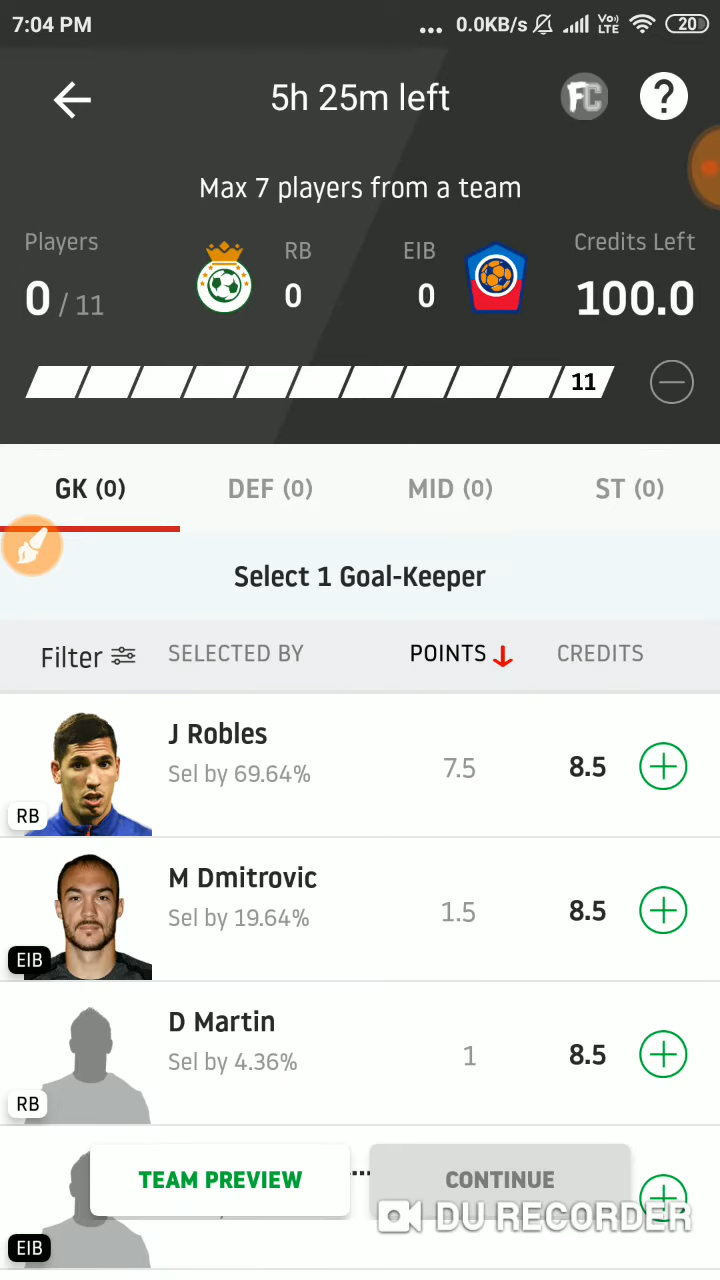 7:04 PM ... 0.0KB/s Vo) LTE 20
5h 25m left FC ?
Max 7 players from a team
Players RB EIB Credits Left
0 / 11 0 0 100.0
11
GK (0) DEF (0) MID (0) ST (0)
Select 1 Goal-Keeper
Filter SELECTED BY POINTS CREDITS
J Robles
Sel by 69.64% 7.5 8.5
RB
M Dmitrovic
Sel by 19.64% 1.5 8.5
EIB
D Martin
Sel by 4.36% 1 8.5
RB
TEAM PREVIEW CONTINUE
DU RECORDER
EIB